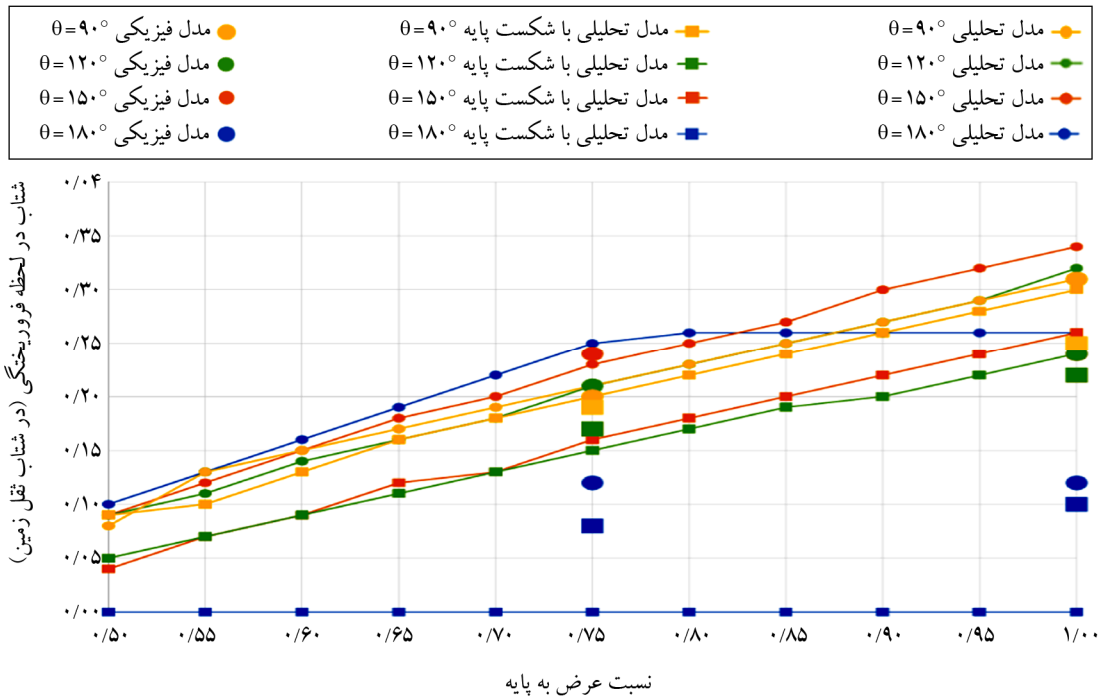 مدل تحلیلی θ=۹۰° مدل تحلیلی با شکست پایه θ=۹۰° مدل فیزیکی θ=۹۰°
مدل تحلیلی θ=۱۲۰° مدل تحلیلی با شکست پایه θ=۱۲۰° مدل فیزیکی θ=۱۲۰°
مدل تحلیلی θ=۱۵۰° مدل تحلیلی با شکست پایه θ=۱۵۰° مدل فیزیکی θ=۱۵۰°
مدل تحلیلی θ=۱۸۰° مدل تحلیلی با شکست پایه θ=۱۸۰° مدل فیزیکی θ=۱۸۰°
شتاب در لحظه فروریختگی (در شتاب ثقل زمین)
۰/۰۴
۰/۳۵
۰/۳۰
۰/۲۵
۰/۲۰
۰/۱۵
۰/۱۰
۰/۰۵
۰/۰۰
۰/۵۰ ۰/۵۵ ۰/۶۰ ۰/۶۵ ۰/۷۰ ۰/۷۵ ۰/۸۰ ۰/۸۵ ۰/۹۰ ۰/۹۵ ۱/۰۰
نسبت عرض به پایه